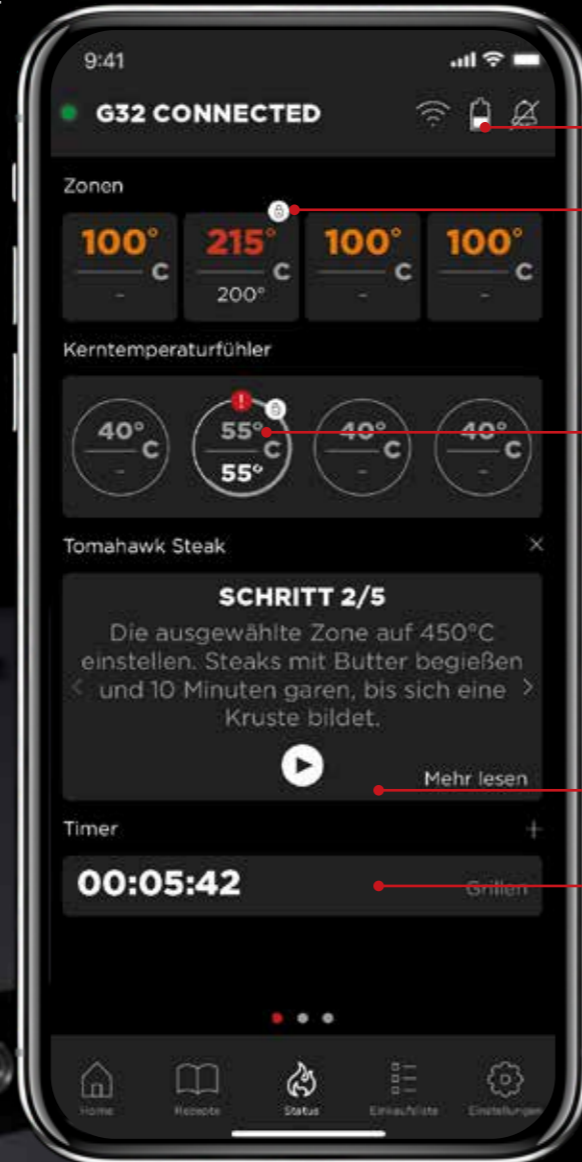 9:41
G32 CONNECTED
Zonen
100° C - 215° C 200° 100° C - 100° C -
Kerntemperaturfühler
40° C - ! 55° C 55° 40° C - 40° C -
Tomahawk Steak ×
SCHRITT 2/5
Die ausgewählte Zone auf 450°C
einstellen. Steaks mit Butter begießen
< und 10 Minuten garen, bis sich eine >
Kruste bildet.
Mehr lesen
Timer +
00:05:42 Grillen
Home Rezepte Status Einkaufsliste Einstellungen